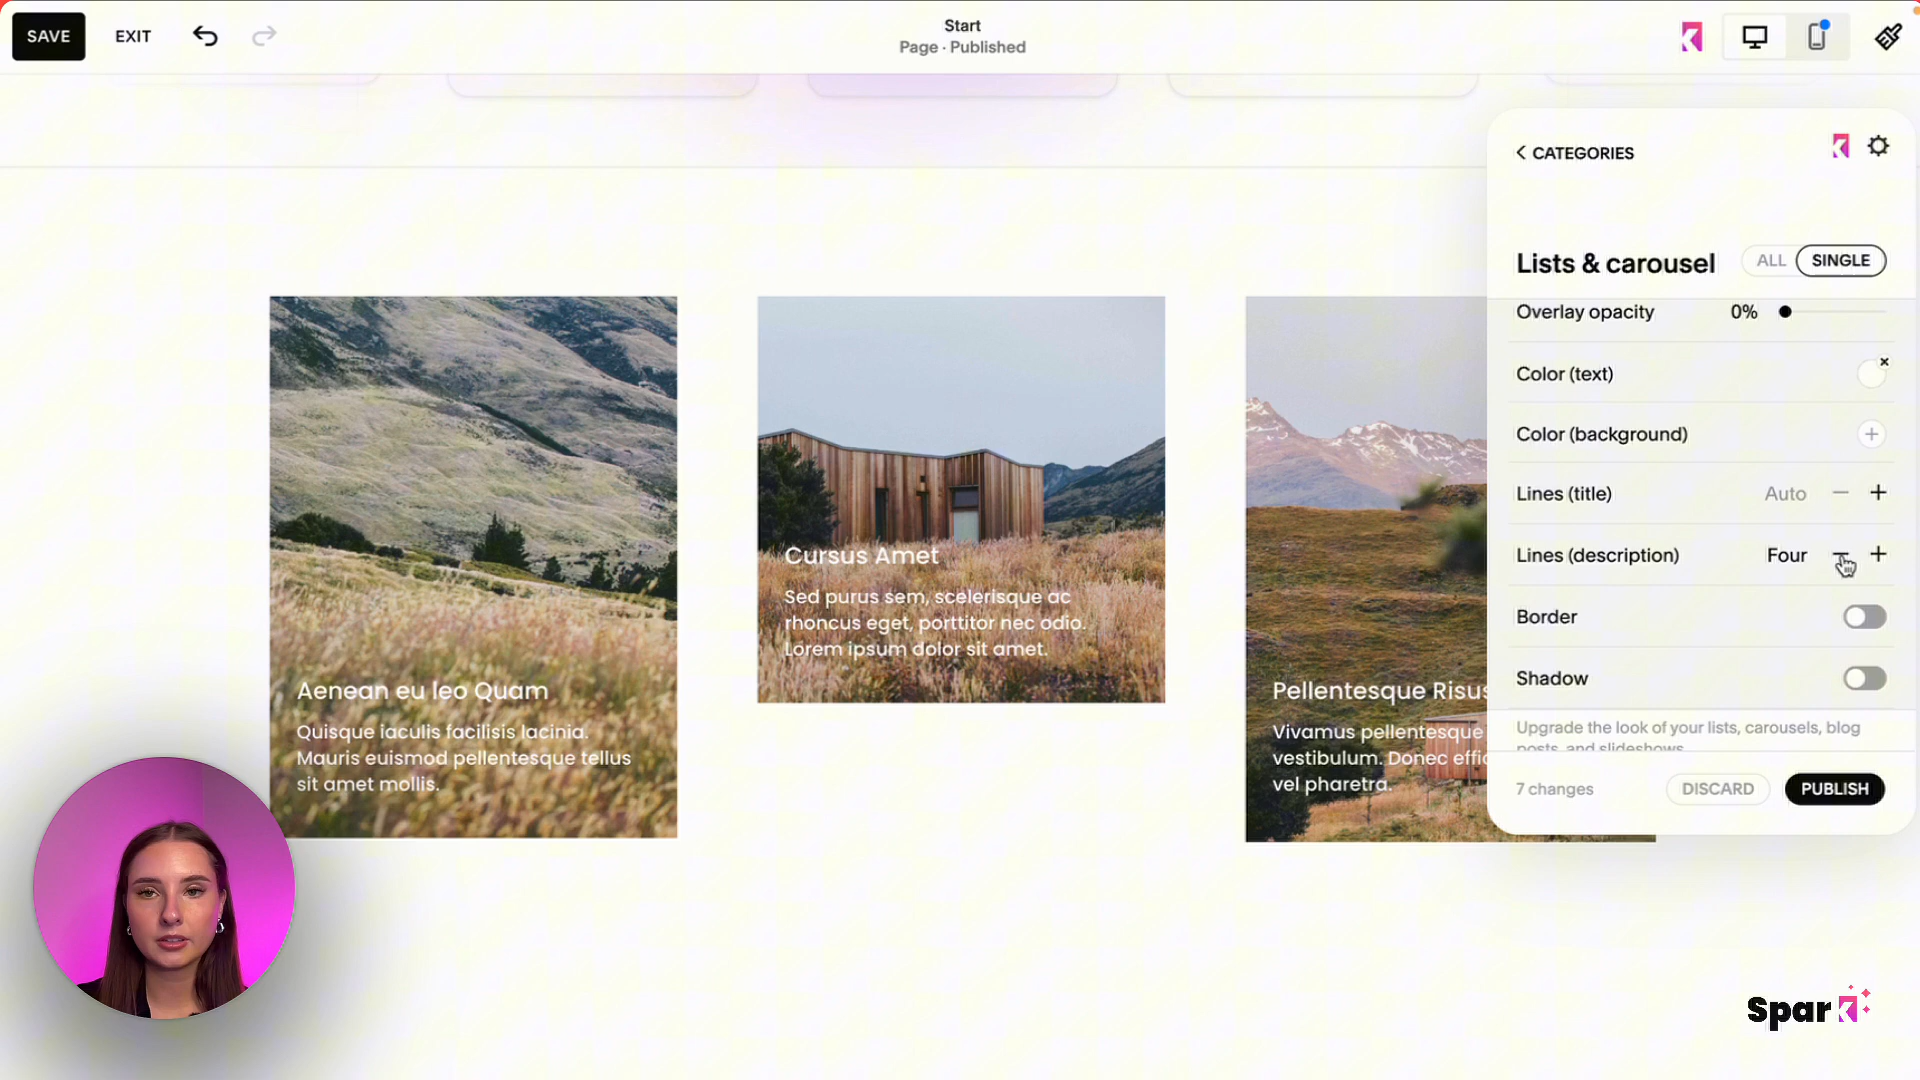 SAVE
EXIT
Start
Page · Published
CATEGORIES
Lists & carousel
ALL
SINGLE
Overlay opacity
0%
Color (text)
Color (background)
Lines (title)
Auto
Lines (description)
Four
Border
Shadow
Upgrade the look of your lists, carousels, blog
posts, and slideshows
7 changes
DISCARD
PUBLISH
Aenean eu leo Quam
Quisque iaculis facilisis lacinia.
Mauris euismod pellentesque tellus
sit amet mollis.
Cursus Amet
Sed purus sem, scelerisque ac
rhoncus eget, porttitor nec odio.
Lorem ipsum dolor sit amet.
Pellentesque Risus
Vivamus pellentesque
vestibulum. Donec effic
vel pharetra.
Spark